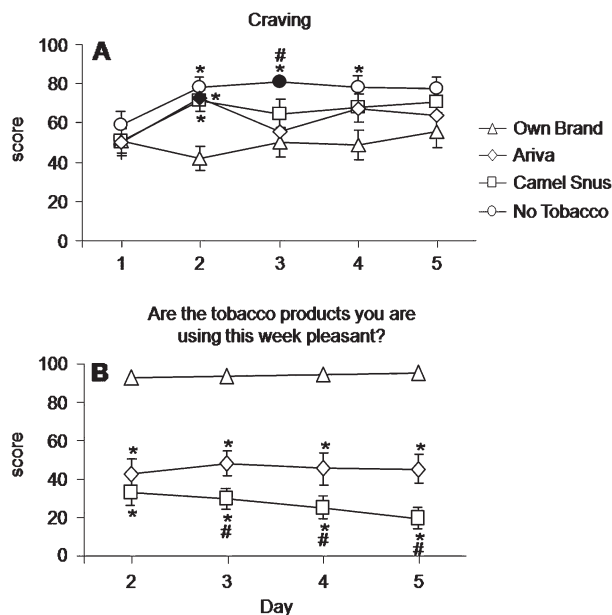 Craving
A
100
80
60
40
20
0
score
# 
* * *
* *
1 2 3 4 5
Own Brand
Ariva
Camel Snus
No Tobacco
Are the tobacco products you are
using this week pleasant?
B
100
80
60
40
20
0
score
* * * *
* * * *
# # #
2 3 4 5
Day